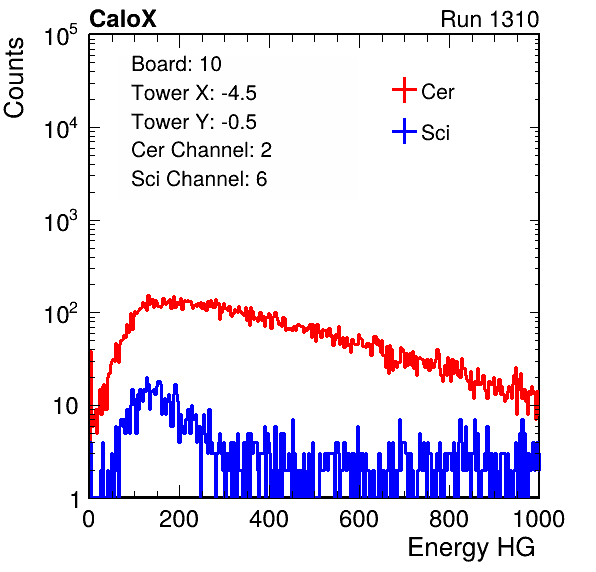 CaloX Run 1310
Counts
10^5
10^4
10^3
10^2
10
1
Board: 10
Tower X: -4.5
Tower Y: -0.5
Cer Channel: 2
Sci Channel: 6
Cer
Sci
0 200 400 600 800 1000
Energy HG